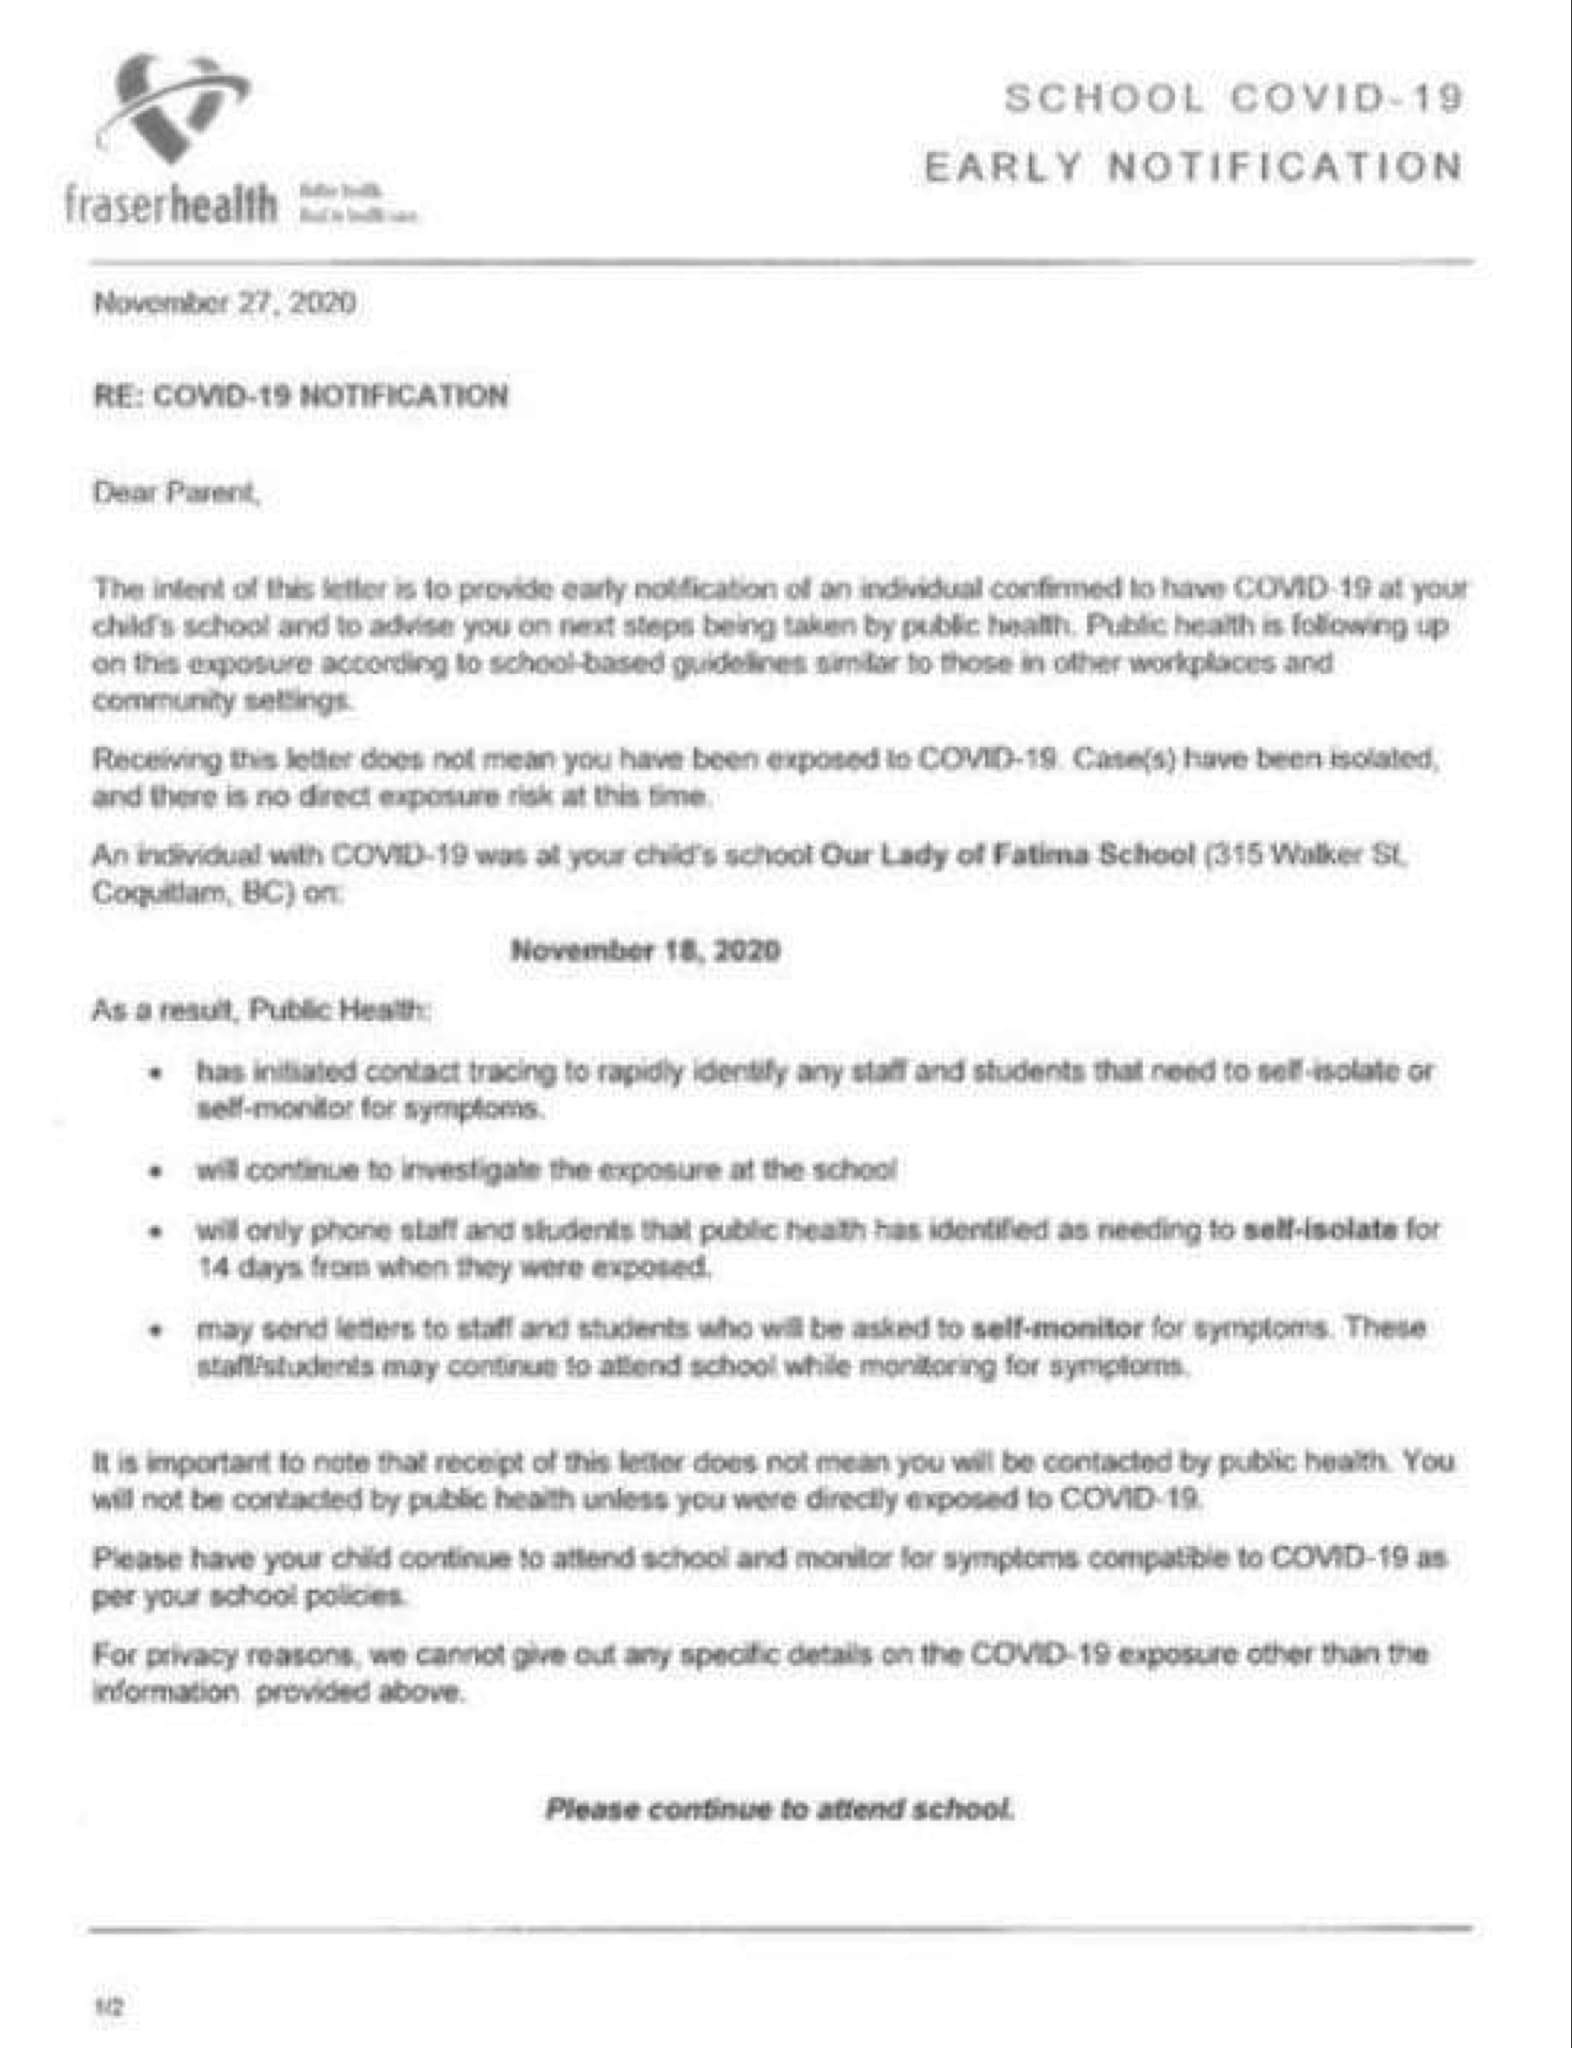 SCHOOL COVID-19
EARLY NOTIFICATION
fraserhealth
November 27, 2020
RE: COVID-19 NOTIFICATION
Dear Parent,
The intent of this letter is to provide early notification of an individual confirmed to have COVID-19 at your
child's school and to advise you on next steps being taken by public health. Public health is following up
on this exposure according to school-based guidelines similar to those in other workplaces and
community settings.
Receiving this letter does not mean you have been exposed to COVID-19. Case(s) have been isolated,
and there is no direct exposure risk at this time.
An individual with COVID-19 was at your child's school Our Lady of Fatima School (315 Walker St,
Coquitlam, BC) on:
November 18, 2020
As a result, Public Health:
• has initiated contact tracing to rapidly identify any staff and students that need to self-isolate or
self-monitor for symptoms.
• will continue to investigate the exposure at the school
• will only phone staff and students that public health has identified as needing to self-isolate for
14 days from when they were exposed.
• may send letters to staff and students who will be asked to self-monitor for symptoms. These
staff/students may continue to attend school while monitoring for symptoms.
It is important to note that receipt of this letter does not mean you will be contacted by public health. You
will not be contacted by public health unless you were directly exposed to COVID-19.
Please have your child continue to attend school and monitor for symptoms compatible to COVID-19 as
per your school policies.
For privacy reasons, we cannot give out any specific details on the COVID-19 exposure other than the
information provided above.
Please continue to attend school.
1/2